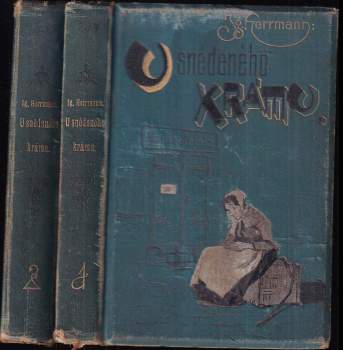 Ig. Herrmann.
U snědeného
krámu.
2
Ig. Herrmann.
U snědeného
krámu.
1
Ig. Herrmann:
U snědeného
KRÁMU.